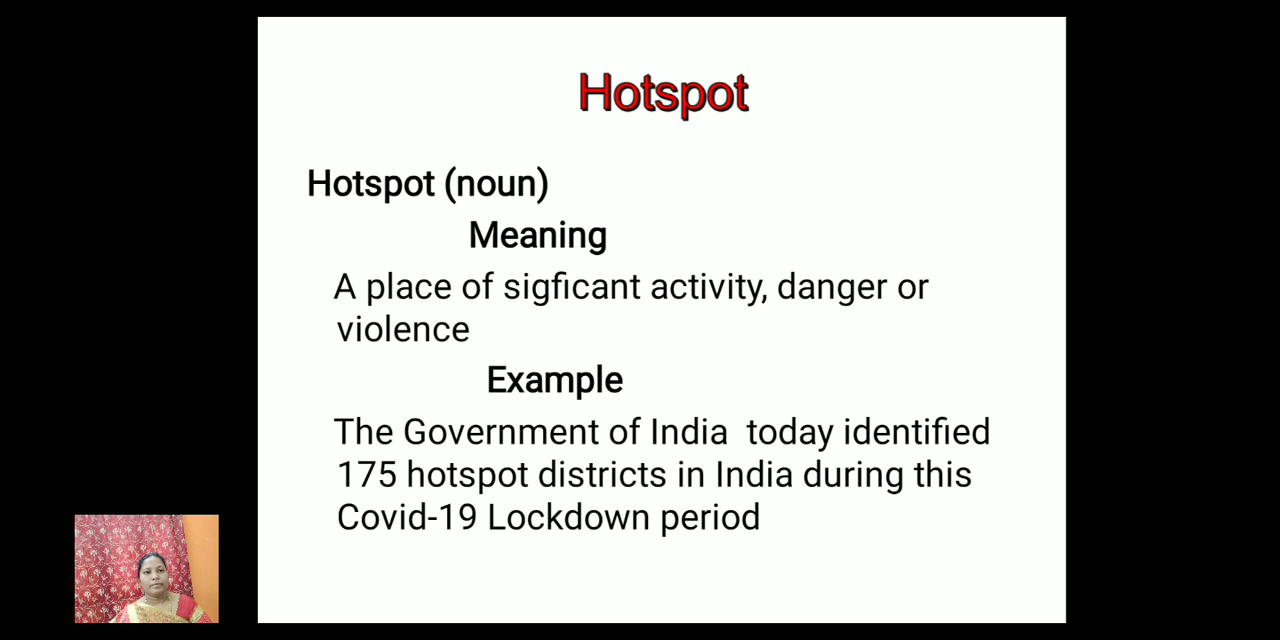 Hotspot
Hotspot (noun)
Meaning
A place of sigficant activity, danger or
violence
Example
The Government of India today identified
175 hotspot districts in India during this
Covid-19 Lockdown period